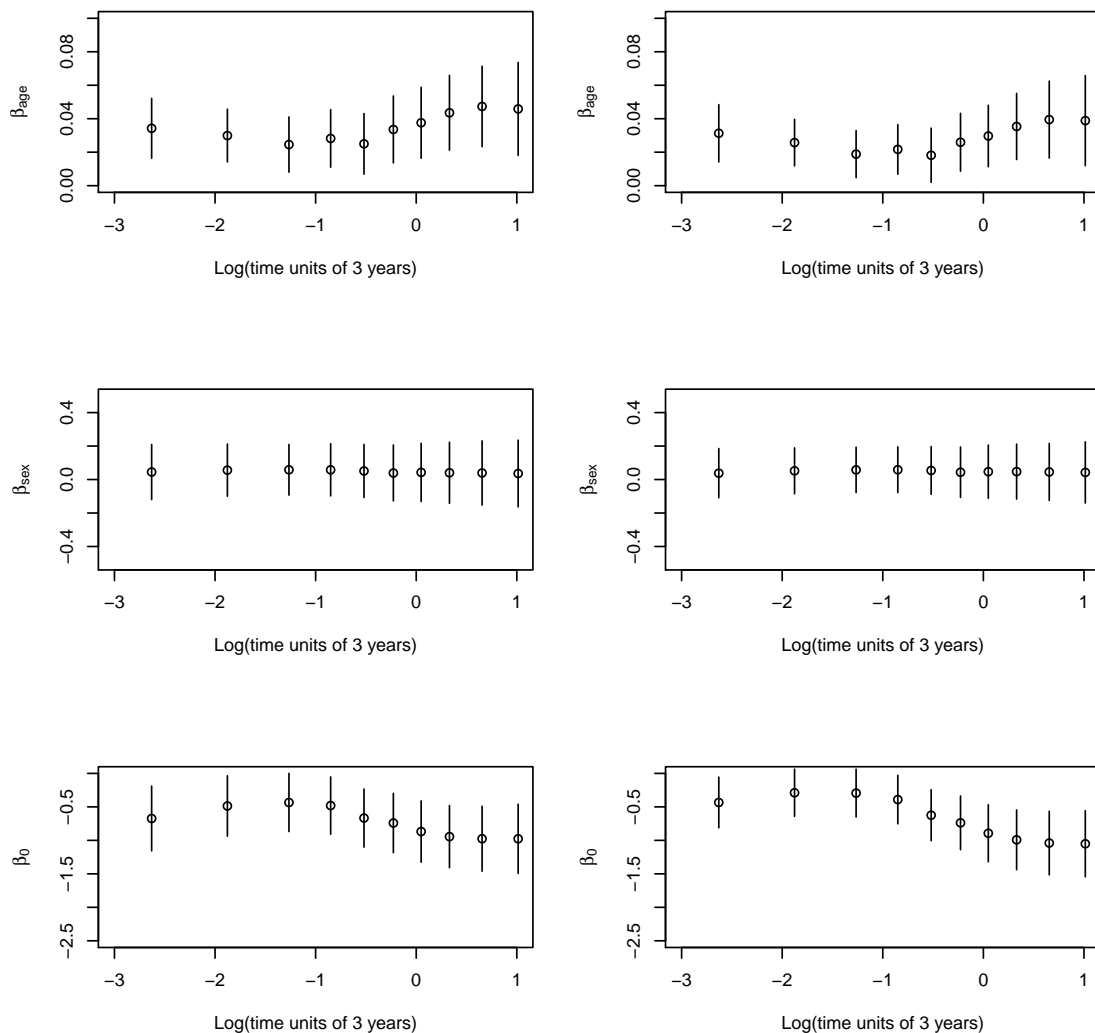 β_age
0.00 0.04 0.08
−3 −2 −1 0 1
Log(time units of 3 years)
β_age
0.00 0.04 0.08
−3 −2 −1 0 1
Log(time units of 3 years)
β_sex
−0.4 0.0 0.4
−3 −2 −1 0 1
Log(time units of 3 years)
β_sex
−0.4 0.0 0.4
−3 −2 −1 0 1
Log(time units of 3 years)
β_0
−2.5 −1.5 −0.5
−3 −2 −1 0 1
Log(time units of 3 years)
β_0
−2.5 −1.5 −0.5
−3 −2 −1 0 1
Log(time units of 3 years)